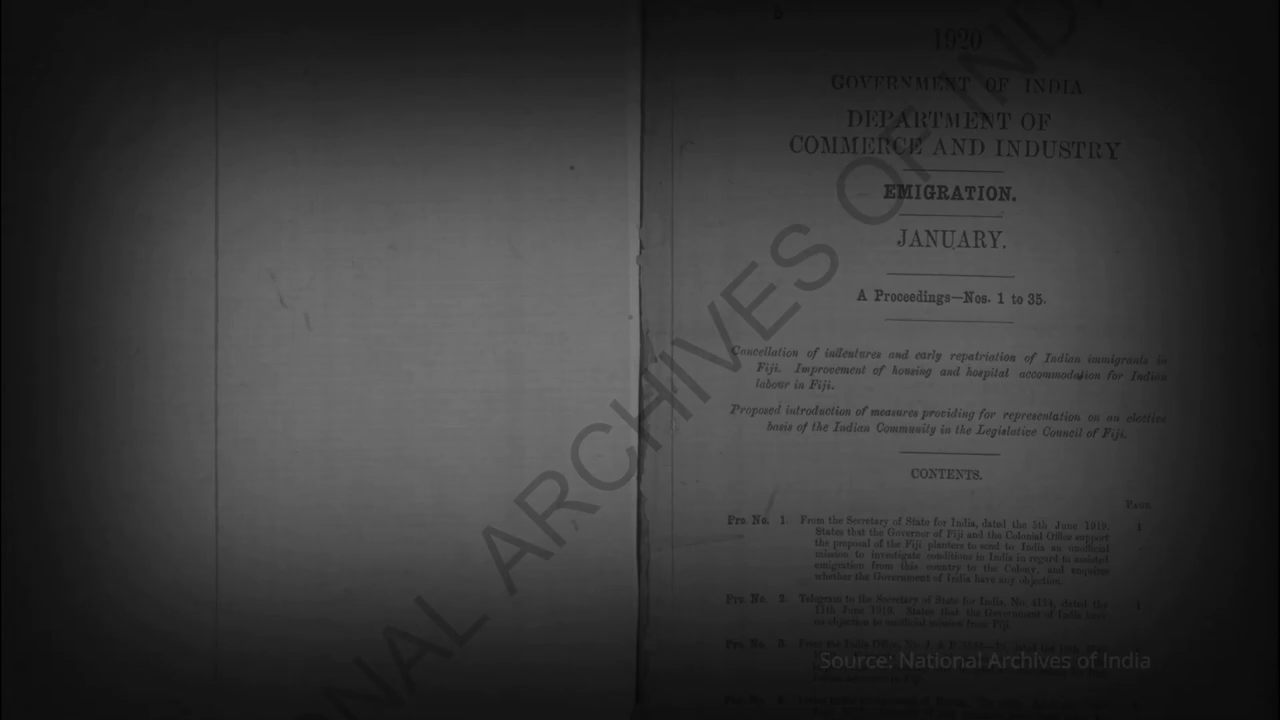 1920
GOVERNMENT OF INDIA
DEPARTMENT OF
COMMERCE AND INDUSTRY
EMIGRATION.
JANUARY.
A Proceedings—Nos. 1 to 35.
Cancellation of indentures and early repatriation of Indian immigrants in
Fiji. Improvement of housing and hospital accommodation for Indian
labour in Fiji.
Proposed introduction of measures providing for representation on an elective
basis of the Indian Community in the Legislative Council of Fiji.
CONTENTS.
PAGE.
Pro. No. 1. From the Secretary of State for India, dated the 5th June 1919. 1
States that the Governor of Fiji and the Colonial Office support
the proposal of the Fiji planters to send to India an unofficial
mission to investigate conditions in India in regard to assisted
emigration from this country to the Colony, and enquires
whether the Government of India have any objection.
Pro. No. 2. Telegram to the Secretary of State for India, No. dated the 1
11th June 1919. States that the Government of India have
no objection to unofficial mission from Fiji
Pro. No. 3. From the India Office, No.
NAL ARCHIVES OF IND
Source: National Archives of India